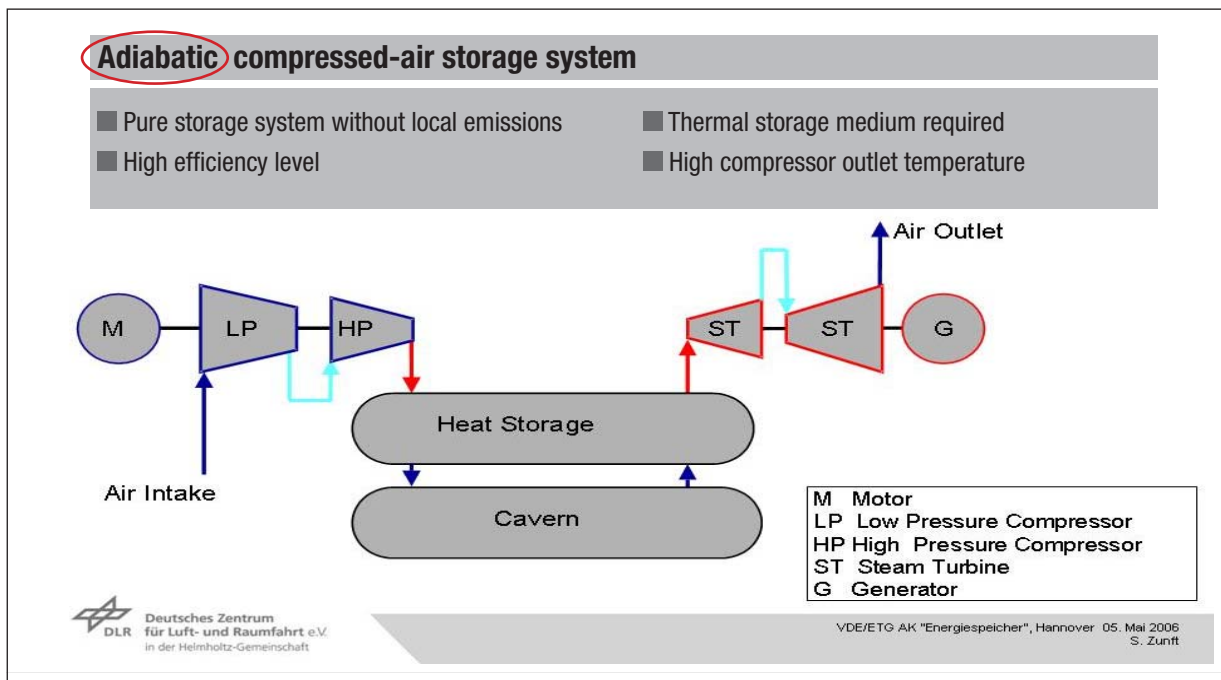 Adiabatic compressed-air storage system
Pure storage system without local emissions
High efficiency level
Thermal storage medium required
High compressor outlet temperature
Air Outlet
M
LP
HP
ST
ST
G
Heat Storage
Air Intake
Cavern
M Motor
LP Low Pressure Compressor
HP High Pressure Compressor
ST Steam Turbine
G Generator
DLR
Deutsches Zentrum
für Luft- und Raumfahrt e.V.
in der Helmholtz-Gemeinschaft
VDE/ETG AK "Energiespeicher", Hannover 05. Mai 2006
S. Zunft